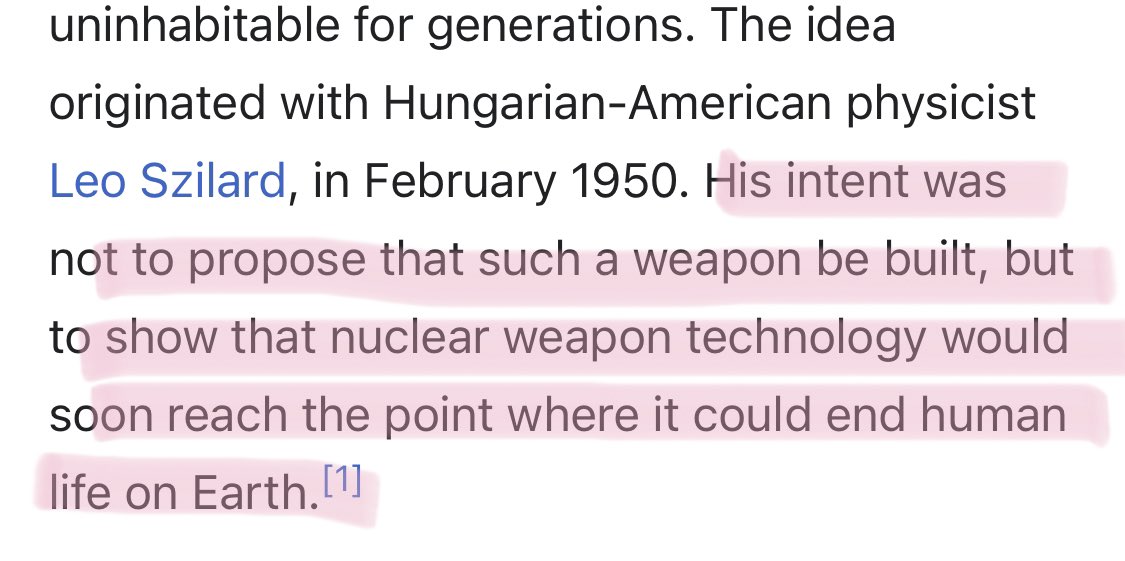 uninhabitable for generations. The idea
originated with Hungarian-American physicist
Leo Szilard, in February 1950. His intent was
not to propose that such a weapon be built, but
to show that nuclear weapon technology would
soon reach the point where it could end human
life on Earth.[1]